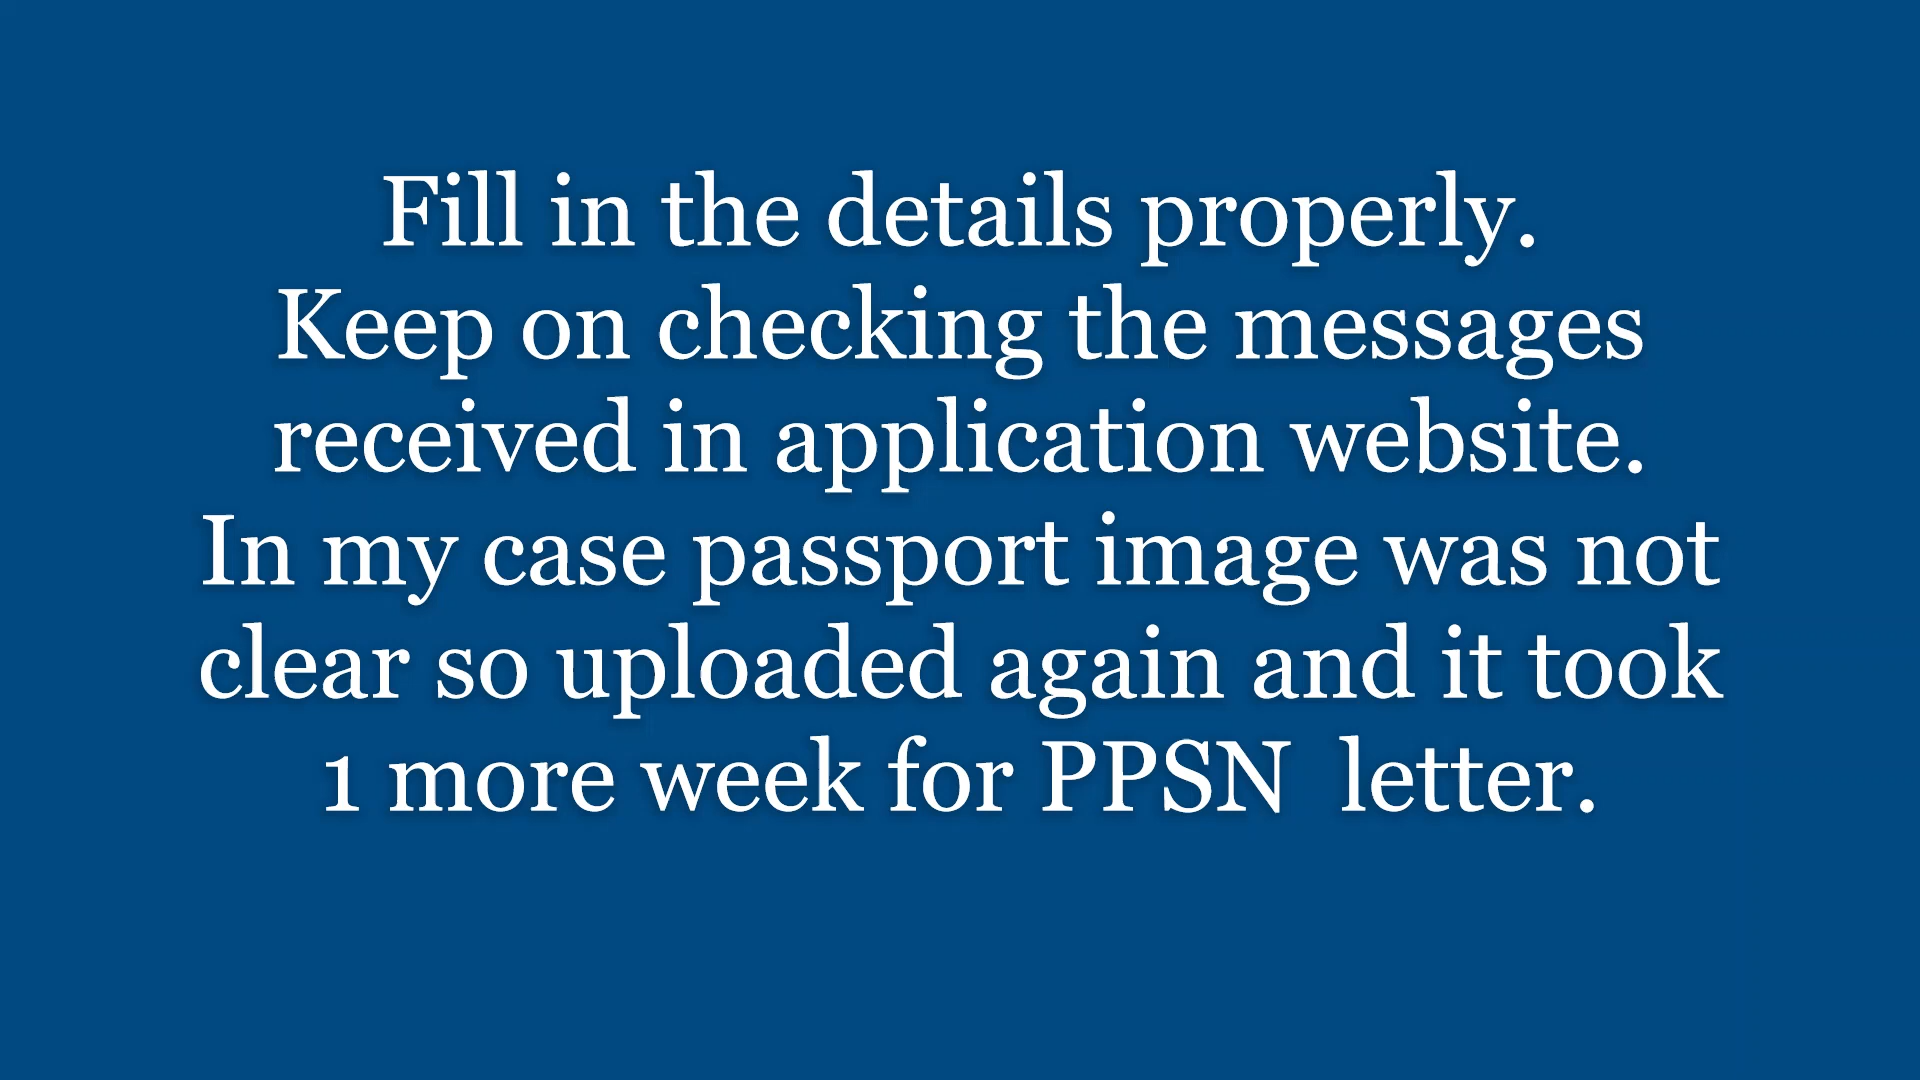 Fill in the details properly.
Keep on checking the messages
received in application website.
In my case passport image was not
clear so uploaded again and it took
1 more week for PPSN  letter.